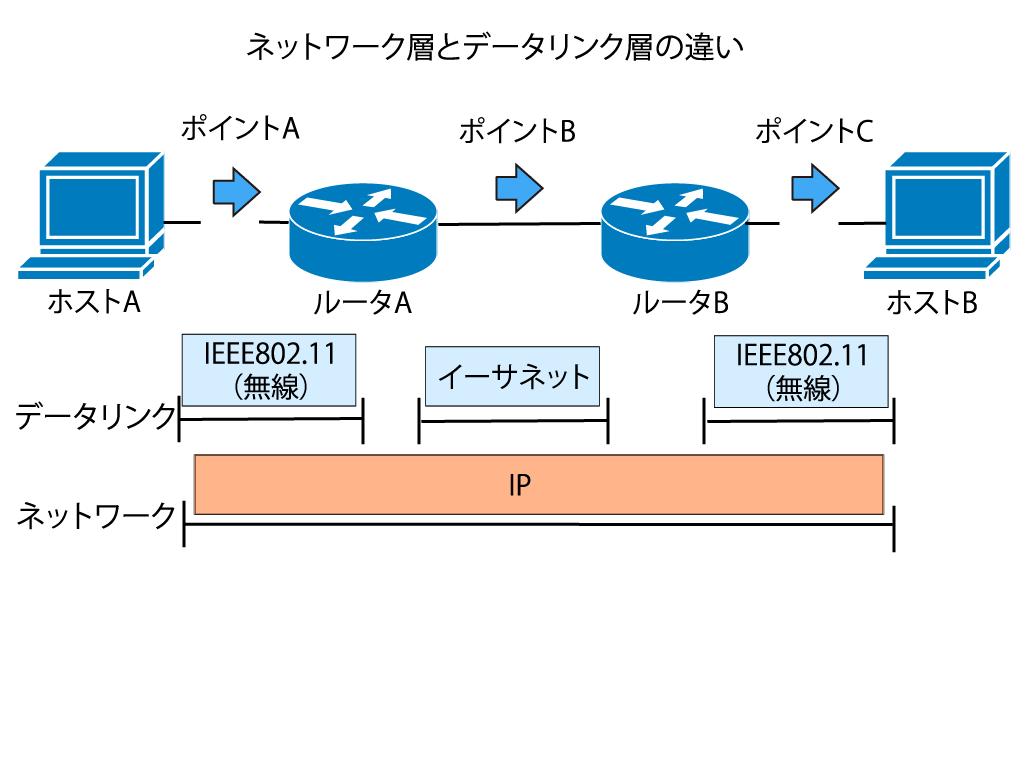 ネットワーク層とデータリンク層の違い
ポイントA
ポイントB
ポイントC
ホストA
ルータA
ルータB
ホストB
IEEE802.11
（無線）
イーサネット
IEEE802.11
（無線）
データリンク
IP
ネットワーク